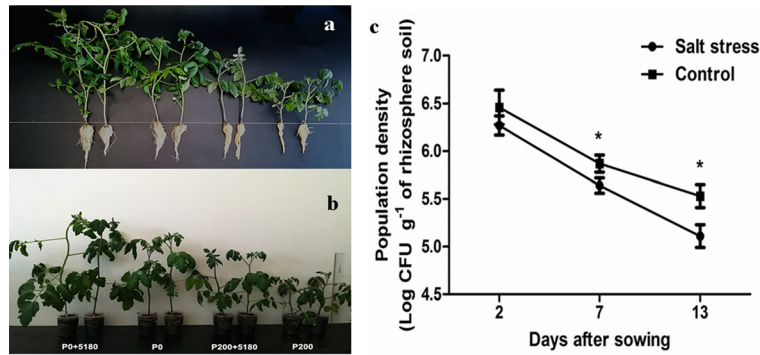 a
b
P0+5180 P0 P200+5180 P200
c
Population density
(Log CFU g-1 of rhizosphere soil)
7.0
6.5
6.0
5.5
5.0
4.5
Salt stress
Control
*
*
2 7 13
Days after sowing